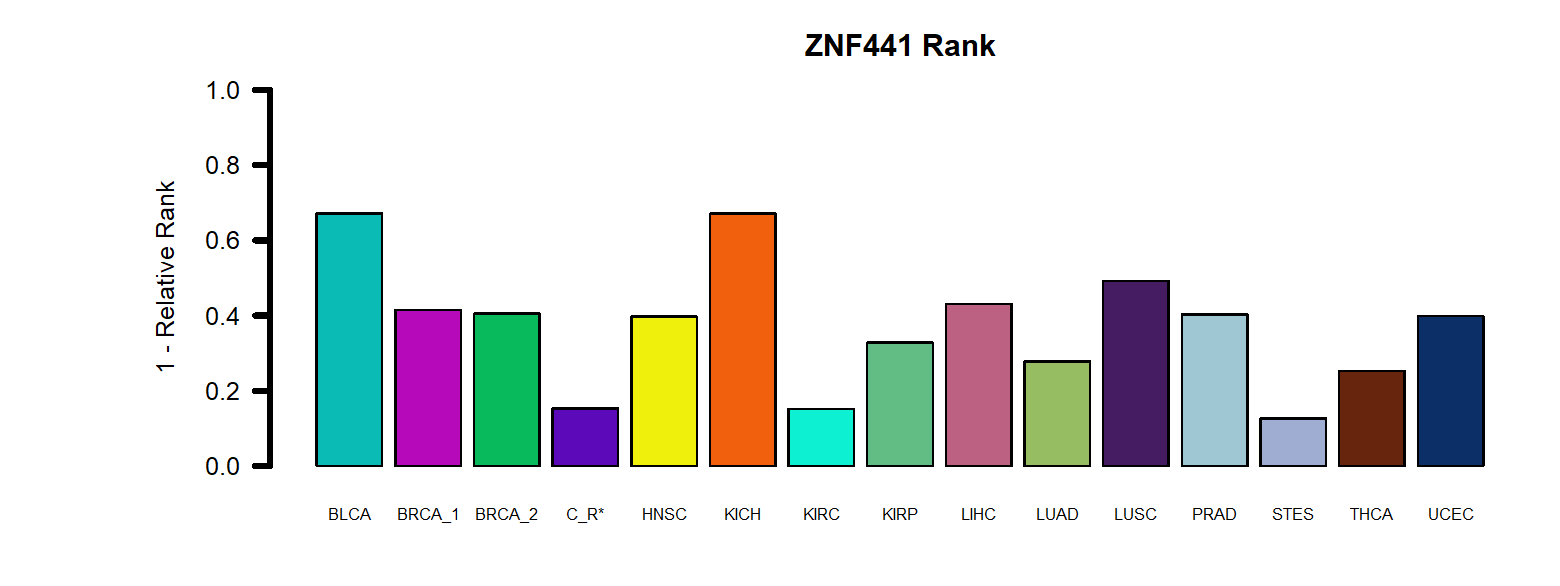 ZNF441 Rank
1 - Relative Rank
1.0
0.8
0.6
0.4
0.2
0.0
BLCA BRCA_1 BRCA_2 C_R* HNSC KICH KIRC KIRP LIHC LUAD LUSC PRAD STES THCA UCEC